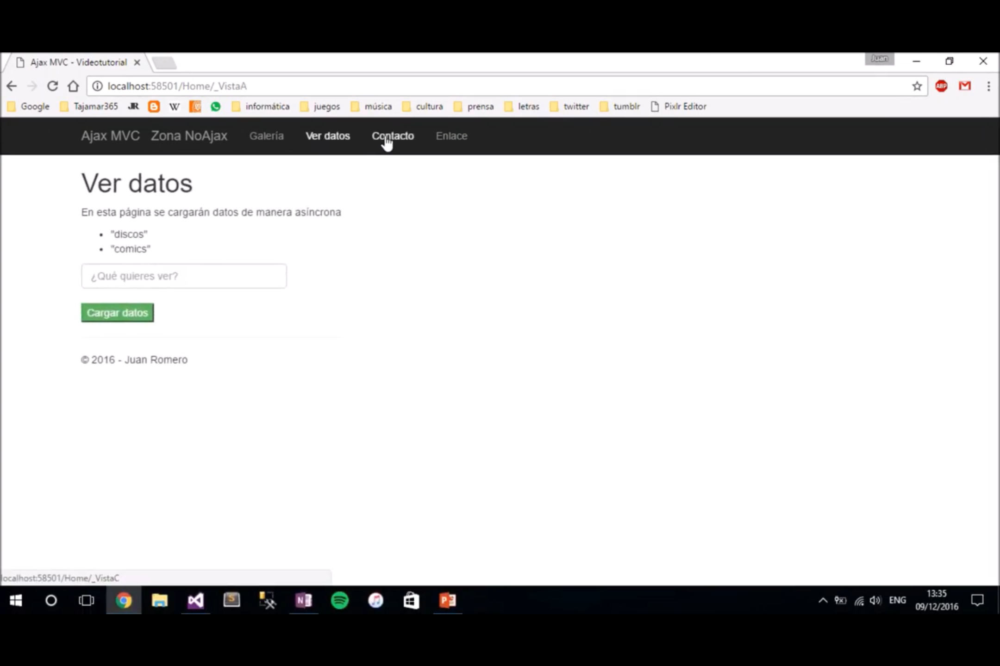 Ajax MVC - Videotutorial
Juan
localhost:58501/Home/_VistaA
ABP
Google Tajamar365 JR W informática juegos música cultura prensa letras twitter tumblr Pixlr Editor
Ajax MVC Zona NoAjax Galería Ver datos Contacto Enlace
Ver datos
En esta página se cargarán datos de manera asíncrona
• "discos"
• "comics"
¿Qué quieres ver?
Cargar datos
© 2016 - Juan Romero
localhost:58501/Home/_VistaC
ENG
13:35
09/12/2016